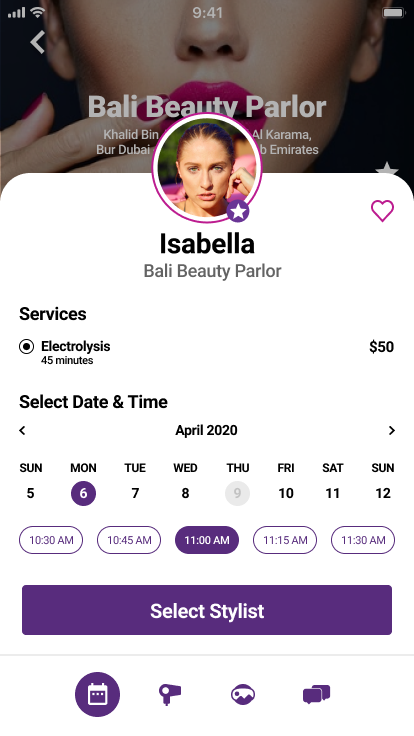 9:41
Bali Beauty Parlor
Khalid Bin Al Karama,
Bur Dubai Emirates
Isabella
Bali Beauty Parlor
Services
Electrolysis $50
45 minutes
Select Date & Time
April 2020
SUN MON TUE WED THU FRI SAT SUN
5 6 7 8 9 10 11 12
10:30 AM 10:45 AM 11:00 AM 11:15 AM 11:30 AM
Select Stylist